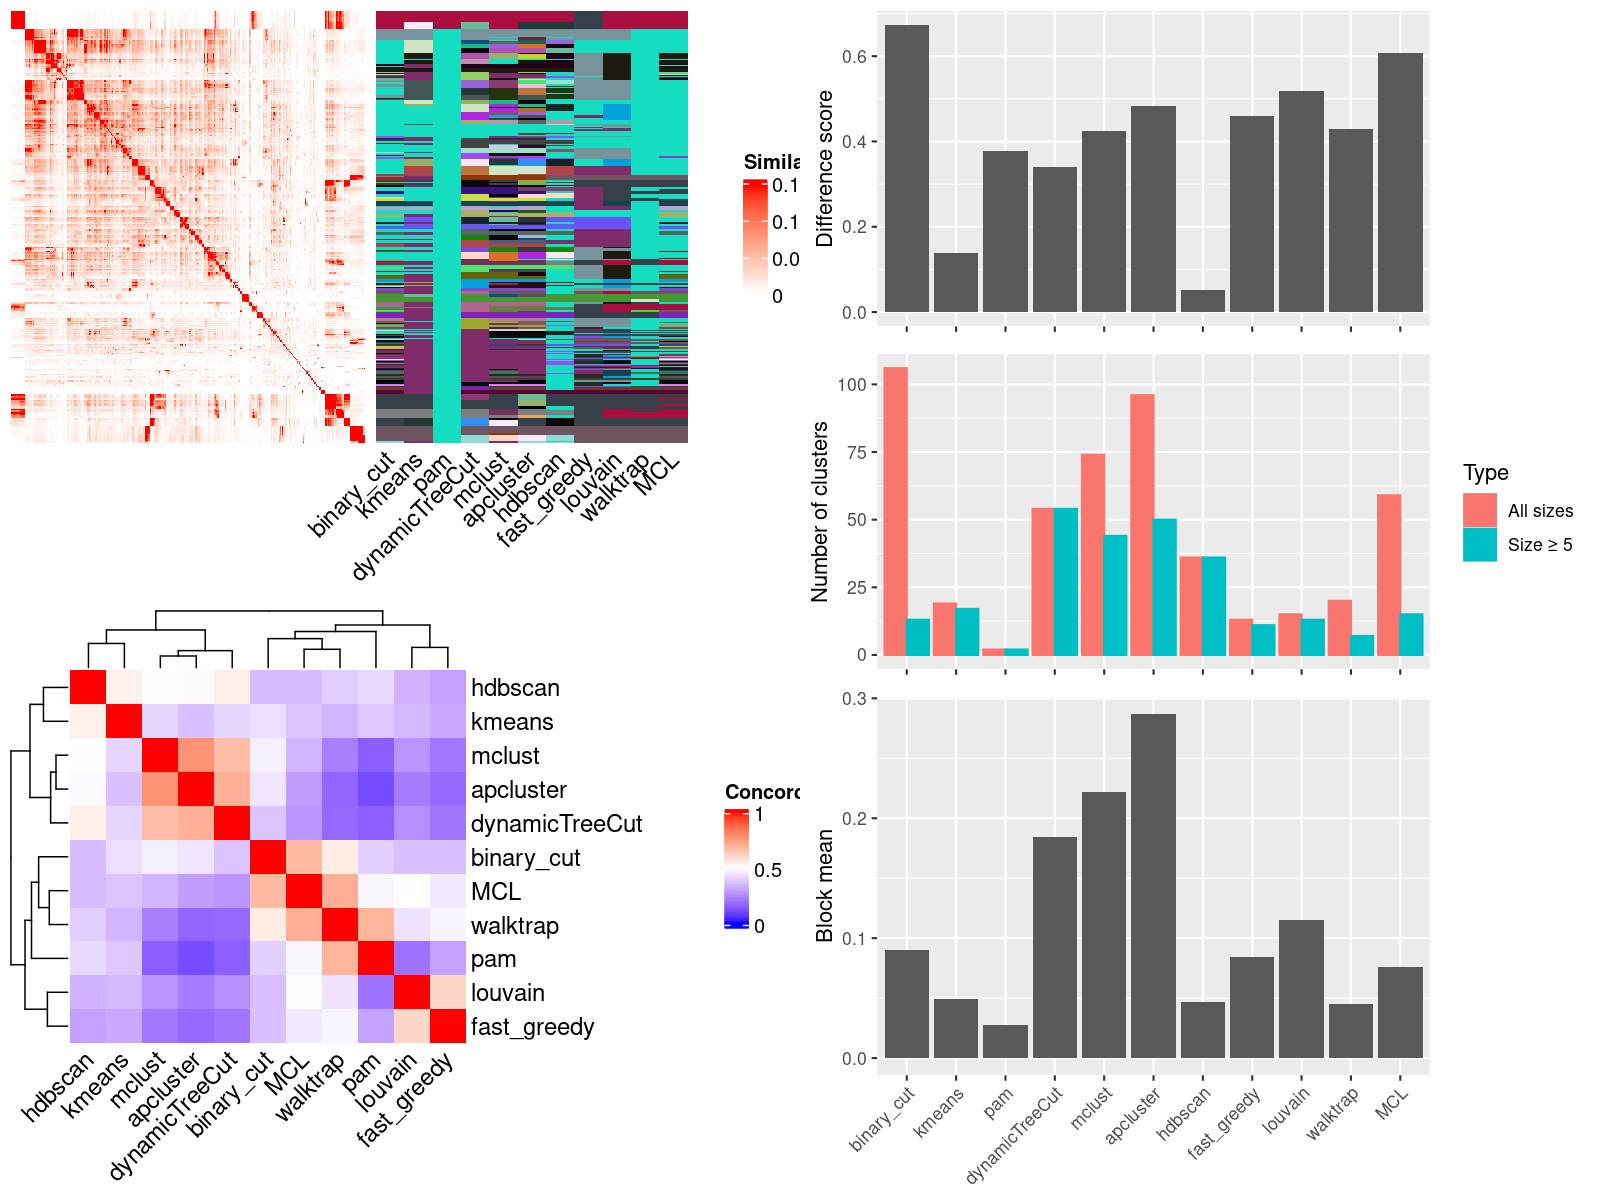 Simila
0.1
0.1
0.0
0
binary_cut
kmeans
pam
dynamicTreeCut
mclust
apcluster
hdbscan
fast_greedy
louvain
walktrap
MCL
hdbscan
kmeans
mclust
apcluster
dynamicTreeCut
binary_cut
MCL
walktrap
pam
louvain
fast_greedy
hdbscan
kmeans
mclust
apcluster
dynamicTreeCut
binary_cut
MCL
walktrap
pam
louvain
fast_greedy
Concord
1
0.5
0
Difference score
0.6
0.4
0.2
0.0
Number of clusters
100
75
50
25
0
Type
All sizes
Size ≥ 5
Block mean
0.3
0.2
0.1
0.0
binary_cut
kmeans
pam
dynamicTreeCut
mclust
apcluster
hdbscan
fast_greedy
louvain
walktrap
MCL